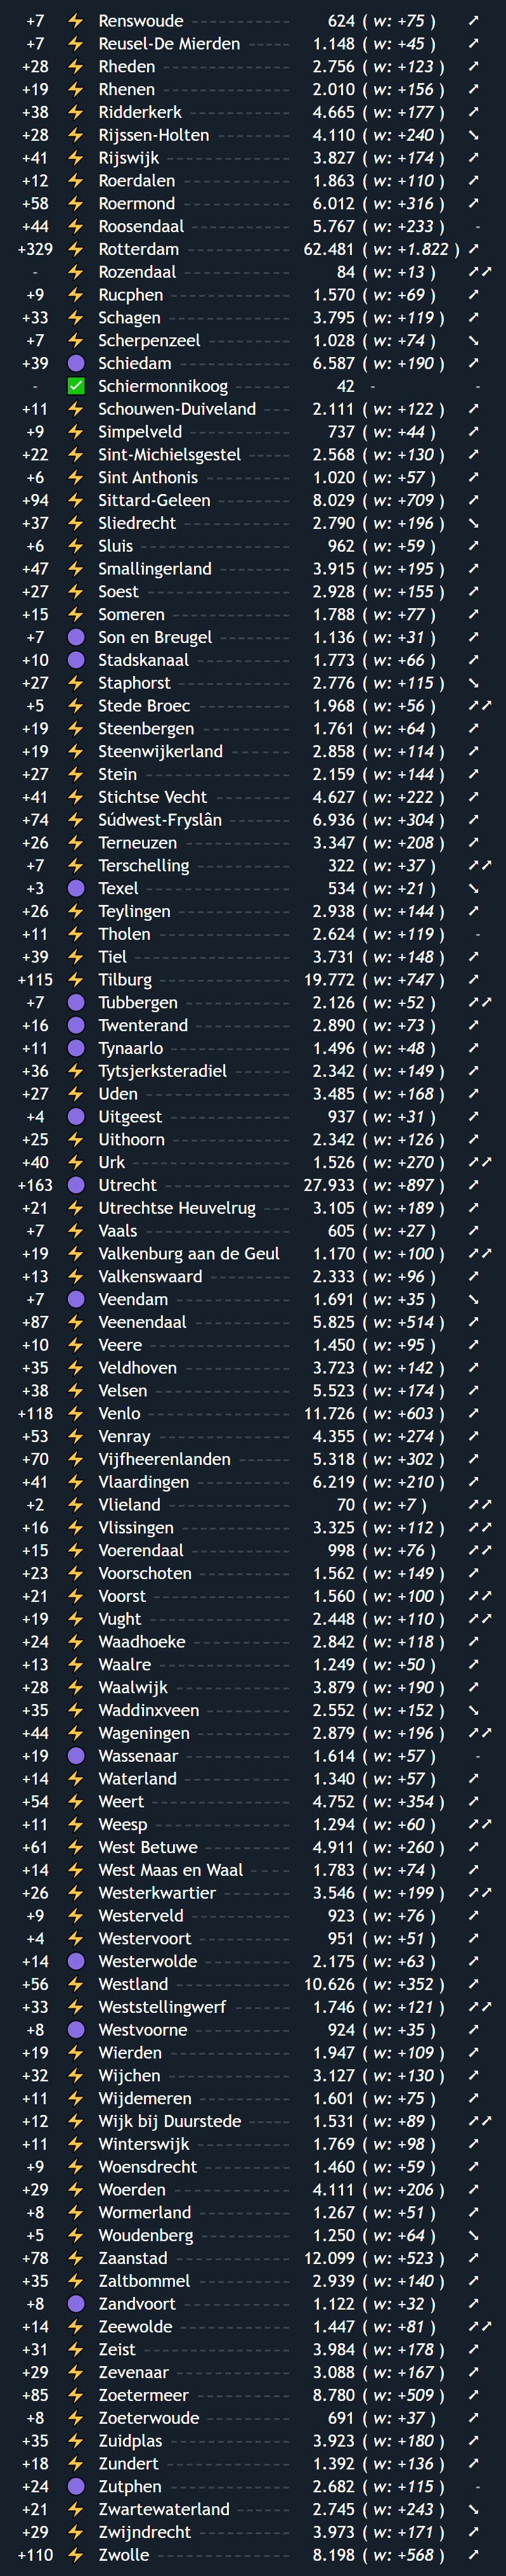 +7 ⚡ Renswoude ------------ 624 ( w: +75 ) ↗
+7 ⚡ Reusel-De Mierden ------ 1.148 ( w: +45 ) ↗
+28 ⚡ Rheden --------------- 2.756 ( w: +123 ) ↗
+19 ⚡ Rhenen --------------- 2.010 ( w: +156 ) ↗
+38 ⚡ Ridderkerk ------------ 4.665 ( w: +177 ) ↗
+28 ⚡ Rijssen-Holten --------- 4.110 ( w: +240 ) ↘
+41 ⚡ Rijswijk --------------- 3.827 ( w: +174 ) ↗
+12 ⚡ Roerdalen ------------- 1.863 ( w: +110 ) ↗
+58 ⚡ Roermond ------------- 6.012 ( w: +316 ) ↗
+44 ⚡ Roosendaal ------------ 5.767 ( w: +233 ) -
+329 ⚡ Rotterdam ------------ 62.481 ( w: +1.822 ) ↗
- ⚡ Rozendaal ------------- 84 ( w: +13 ) ↗↗
+9 ⚡ Rucphen -------------- 1.570 ( w: +69 ) ↗
+33 ⚡ Schagen -------------- 3.795 ( w: +119 ) ↗
+7 ⚡ Scherpenzeel ---------- 1.028 ( w: +74 ) ↘
+39 🟣 Schiedam ------------- 6.587 ( w: +190 ) ↗
- ✅ Schiermonnikoog ------- 42 - -
+11 ⚡ Schouwen-Duiveland ---- 2.111 ( w: +122 ) ↗
+9 ⚡ Simpelveld ------------ 737 ( w: +44 ) ↗
+22 ⚡ Sint-Michielsgestel ----- 2.568 ( w: +130 ) ↗
+6 ⚡ Sint Anthonis ---------- 1.020 ( w: +57 ) ↗
+94 ⚡ Sittard-Geleen --------- 8.029 ( w: +709 ) ↗
+37 ⚡ Sliedrecht ------------- 2.790 ( w: +196 ) ↘
+6 ⚡ Sluis ------------------ 962 ( w: +59 ) ↗
+47 ⚡ Smallingerland --------- 3.915 ( w: +195 ) ↗
+27 ⚡ Soest ----------------- 2.928 ( w: +155 ) ↗
+15 ⚡ Someren -------------- 1.788 ( w: +77 ) ↗
+7 🟣 Son en Breugel --------- 1.136 ( w: +31 ) ↗
+10 🟣 Stadskanaal ------------ 1.773 ( w: +66 ) ↗
+27 ⚡ Staphorst ------------- 2.776 ( w: +115 ) ↘
+5 ⚡ Stede Broec ----------- 1.968 ( w: +56 ) ↗↗
+19 ⚡ Steenbergen ----------- 1.761 ( w: +64 ) ↗
+19 ⚡ Steenwijkerland -------- 2.858 ( w: +114 ) ↗
+27 ⚡ Stein ----------------- 2.159 ( w: +144 ) ↗
+41 ⚡ Stichtse Vecht --------- 4.627 ( w: +222 ) ↗
+74 ⚡ Súdwest-Fryslân -------- 6.936 ( w: +304 ) ↗
+26 ⚡ Terneuzen ------------- 3.347 ( w: +208 ) ↗
+7 ⚡ Terschelling ----------- 322 ( w: +37 ) ↗↗
+3 🟣 Texel ----------------- 534 ( w: +21 ) ↘
+26 ⚡ Teylingen ------------- 2.938 ( w: +144 ) ↗
+11 ⚡ Tholen --------------- 2.624 ( w: +119 ) -
+39 ⚡ Tiel ------------------ 3.731 ( w: +148 ) ↗
+115 ⚡ Tilburg --------------- 19.772 ( w: +747 ) ↗
+7 🟣 Tubbergen ------------ 2.126 ( w: +52 ) ↗↗
+16 🟣 Twenterand ----------- 2.890 ( w: +73 ) ↗
+11 🟣 Tynaarlo -------------- 1.496 ( w: +48 ) ↗
+36 ⚡ Tytsjerksteradiel ------- 2.342 ( w: +149 ) ↗
+27 ⚡ Uden ----------------- 3.485 ( w: +168 ) ↗
+4 🟣 Uitgeest -------------- 937 ( w: +31 ) ↗
+25 ⚡ Uithoorn -------------- 2.342 ( w: +126 ) ↗
+40 ⚡ Urk ------------------ 1.526 ( w: +270 ) ↗↗
+163 🟣 Utrecht --------------- 27.933 ( w: +897 ) ↗
+21 ⚡ Utrechtse Heuvelrug ---- 3.105 ( w: +189 ) ↗
+7 ⚡ Vaals ----------------- 605 ( w: +27 ) ↗
+19 ⚡ Valkenburg aan de Geul 1.170 ( w: +100 ) ↗↗
+13 ⚡ Valkenswaard ---------- 2.333 ( w: +96 ) ↗
+7 🟣 Veendam -------------- 1.691 ( w: +35 ) ↘
+87 ⚡ Veenendaal ------------ 5.825 ( w: +514 ) ↗
+10 ⚡ Veere ----------------- 1.450 ( w: +95 ) ↗
+35 ⚡ Veldhoven ------------- 3.723 ( w: +142 ) ↗
+38 ⚡ Velsen ---------------- 5.523 ( w: +174 ) ↗
+118 ⚡ Venlo ----------------- 11.726 ( w: +603 ) ↗
+53 ⚡ Venray ---------------- 4.355 ( w: +274 ) ↗
+70 ⚡ Vijfheerenlanden ------- 5.318 ( w: +302 ) ↗
+41 ⚡ Vlaardingen ----------- 6.219 ( w: +210 ) ↗
+2 ⚡ Vlieland --------------- 70 ( w: +7 ) ↗↗
+16 ⚡ Vlissingen ------------- 3.325 ( w: +112 ) ↗↗
+15 ⚡ Voerendaal ------------ 998 ( w: +76 ) ↗
+23 ⚡ Voorschoten ----------- 1.562 ( w: +149 ) ↗
+21 ⚡ Voorst ---------------- 1.560 ( w: +100 ) ↗↗
+19 ⚡ Vught ---------------- 2.448 ( w: +110 ) ↗↗
+24 ⚡ Waadhoeke ------------ 2.842 ( w: +118 ) ↗
+13 ⚡ Waalre --------------- 1.249 ( w: +50 ) ↗
+28 ⚡ Waalwijk -------------- 3.879 ( w: +190 ) ↗
+35 ⚡ Waddinxveen ---------- 2.552 ( w: +152 ) ↘
+44 ⚡ Wageningen ----------- 2.879 ( w: +196 ) ↗↗
+19 🟣 Wassenaar ------------ 1.614 ( w: +57 ) -
+14 ⚡ Waterland ------------- 1.340 ( w: +57 ) ↗
+54 ⚡ Weert ---------------- 4.752 ( w: +354 ) ↗
+11 ⚡ Weesp ---------------- 1.294 ( w: +60 ) ↗↗
+61 ⚡ West Betuwe ---------- 4.911 ( w: +260 ) ↗
+14 ⚡ West Maas en Waal ----- 1.783 ( w: +74 ) ↗
+26 ⚡ Westerkwartier -------- 3.546 ( w: +199 ) ↗↗
+9 ⚡ Westerveld ------------ 923 ( w: +76 ) ↗
+4 ⚡ Westervoort ----------- 951 ( w: +51 ) ↗
+14 🟣 Westerwolde ---------- 2.175 ( w: +63 ) ↗
+56 ⚡ Westland ------------- 10.626 ( w: +352 ) ↗
+33 ⚡ Weststellingwerf ------- 1.746 ( w: +121 ) ↗↗
+8 🟣 Westvoorne ----------- 924 ( w: +35 ) ↗
+19 ⚡ Wierden -------------- 1.947 ( w: +109 ) ↗
+32 ⚡ Wijchen -------------- 3.127 ( w: +130 ) ↗
+11 ⚡ Wijdemeren ----------- 1.601 ( w: +75 ) ↗
+12 ⚡ Wijk bij Duurstede ------ 1.531 ( w: +89 ) ↗↗
+11 ⚡ Winterswijk ----------- 1.769 ( w: +98 ) ↗
+9 ⚡ Woensdrecht ---------- 1.460 ( w: +59 ) ↗
+29 ⚡ Woerden -------------- 4.111 ( w: +206 ) ↗
+8 ⚡ Wormerland ----------- 1.267 ( w: +51 ) ↗
+5 ⚡ Woudenberg ----------- 1.250 ( w: +64 ) ↘
+78 ⚡ Zaanstad -------------- 12.099 ( w: +523 ) ↗
+35 ⚡ Zaltbommel ----------- 2.939 ( w: +140 ) ↗
+8 🟣 Zandvoort ------------ 1.122 ( w: +32 ) ↗
+14 ⚡ Zeewolde ------------- 1.447 ( w: +81 ) ↗↗
+31 ⚡ Zeist ----------------- 3.984 ( w: +178 ) ↗
+29 ⚡ Zevenaar ------------- 3.088 ( w: +167 ) ↗
+85 ⚡ Zoetermeer ----------- 8.780 ( w: +509 ) ↗
+8 ⚡ Zoeterwoude ---------- 691 ( w: +37 ) ↗
+35 ⚡ Zuidplas -------------- 3.923 ( w: +180 ) ↗
+18 ⚡ Zundert -------------- 1.392 ( w: +136 ) ↗
+24 🟣 Zutphen -------------- 2.682 ( w: +115 ) -
+21 ⚡ Zwartewaterland ------- 2.745 ( w: +243 ) ↘
+29 ⚡ Zwijndrecht ----------- 3.973 ( w: +171 ) ↗
+110 ⚡ Zwolle ---------------- 8.198 ( w: +568 ) ↗